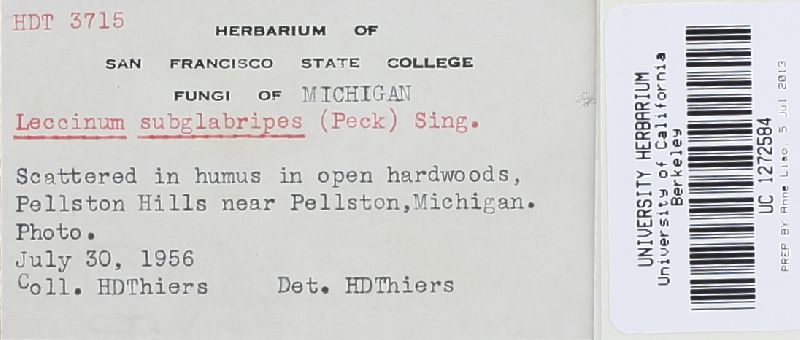 HDT 3715
HERBARIUM OF
SAN FRANCISCO STATE COLLEGE
FUNGI OF MICHIGAN
Leccinum subglabripes (Peck) Sing.
Scattered in humus in open hardwoods,
Pellston Hills near Pellston,Michigan.
Photo.
July 30, 1956
Coll. HDThiers Det. HDThiers
UNIVERSITY HERBARIUM
University of California
Berkeley
UC 1272584
PREP BY Anne Liao 5 Jul 2013